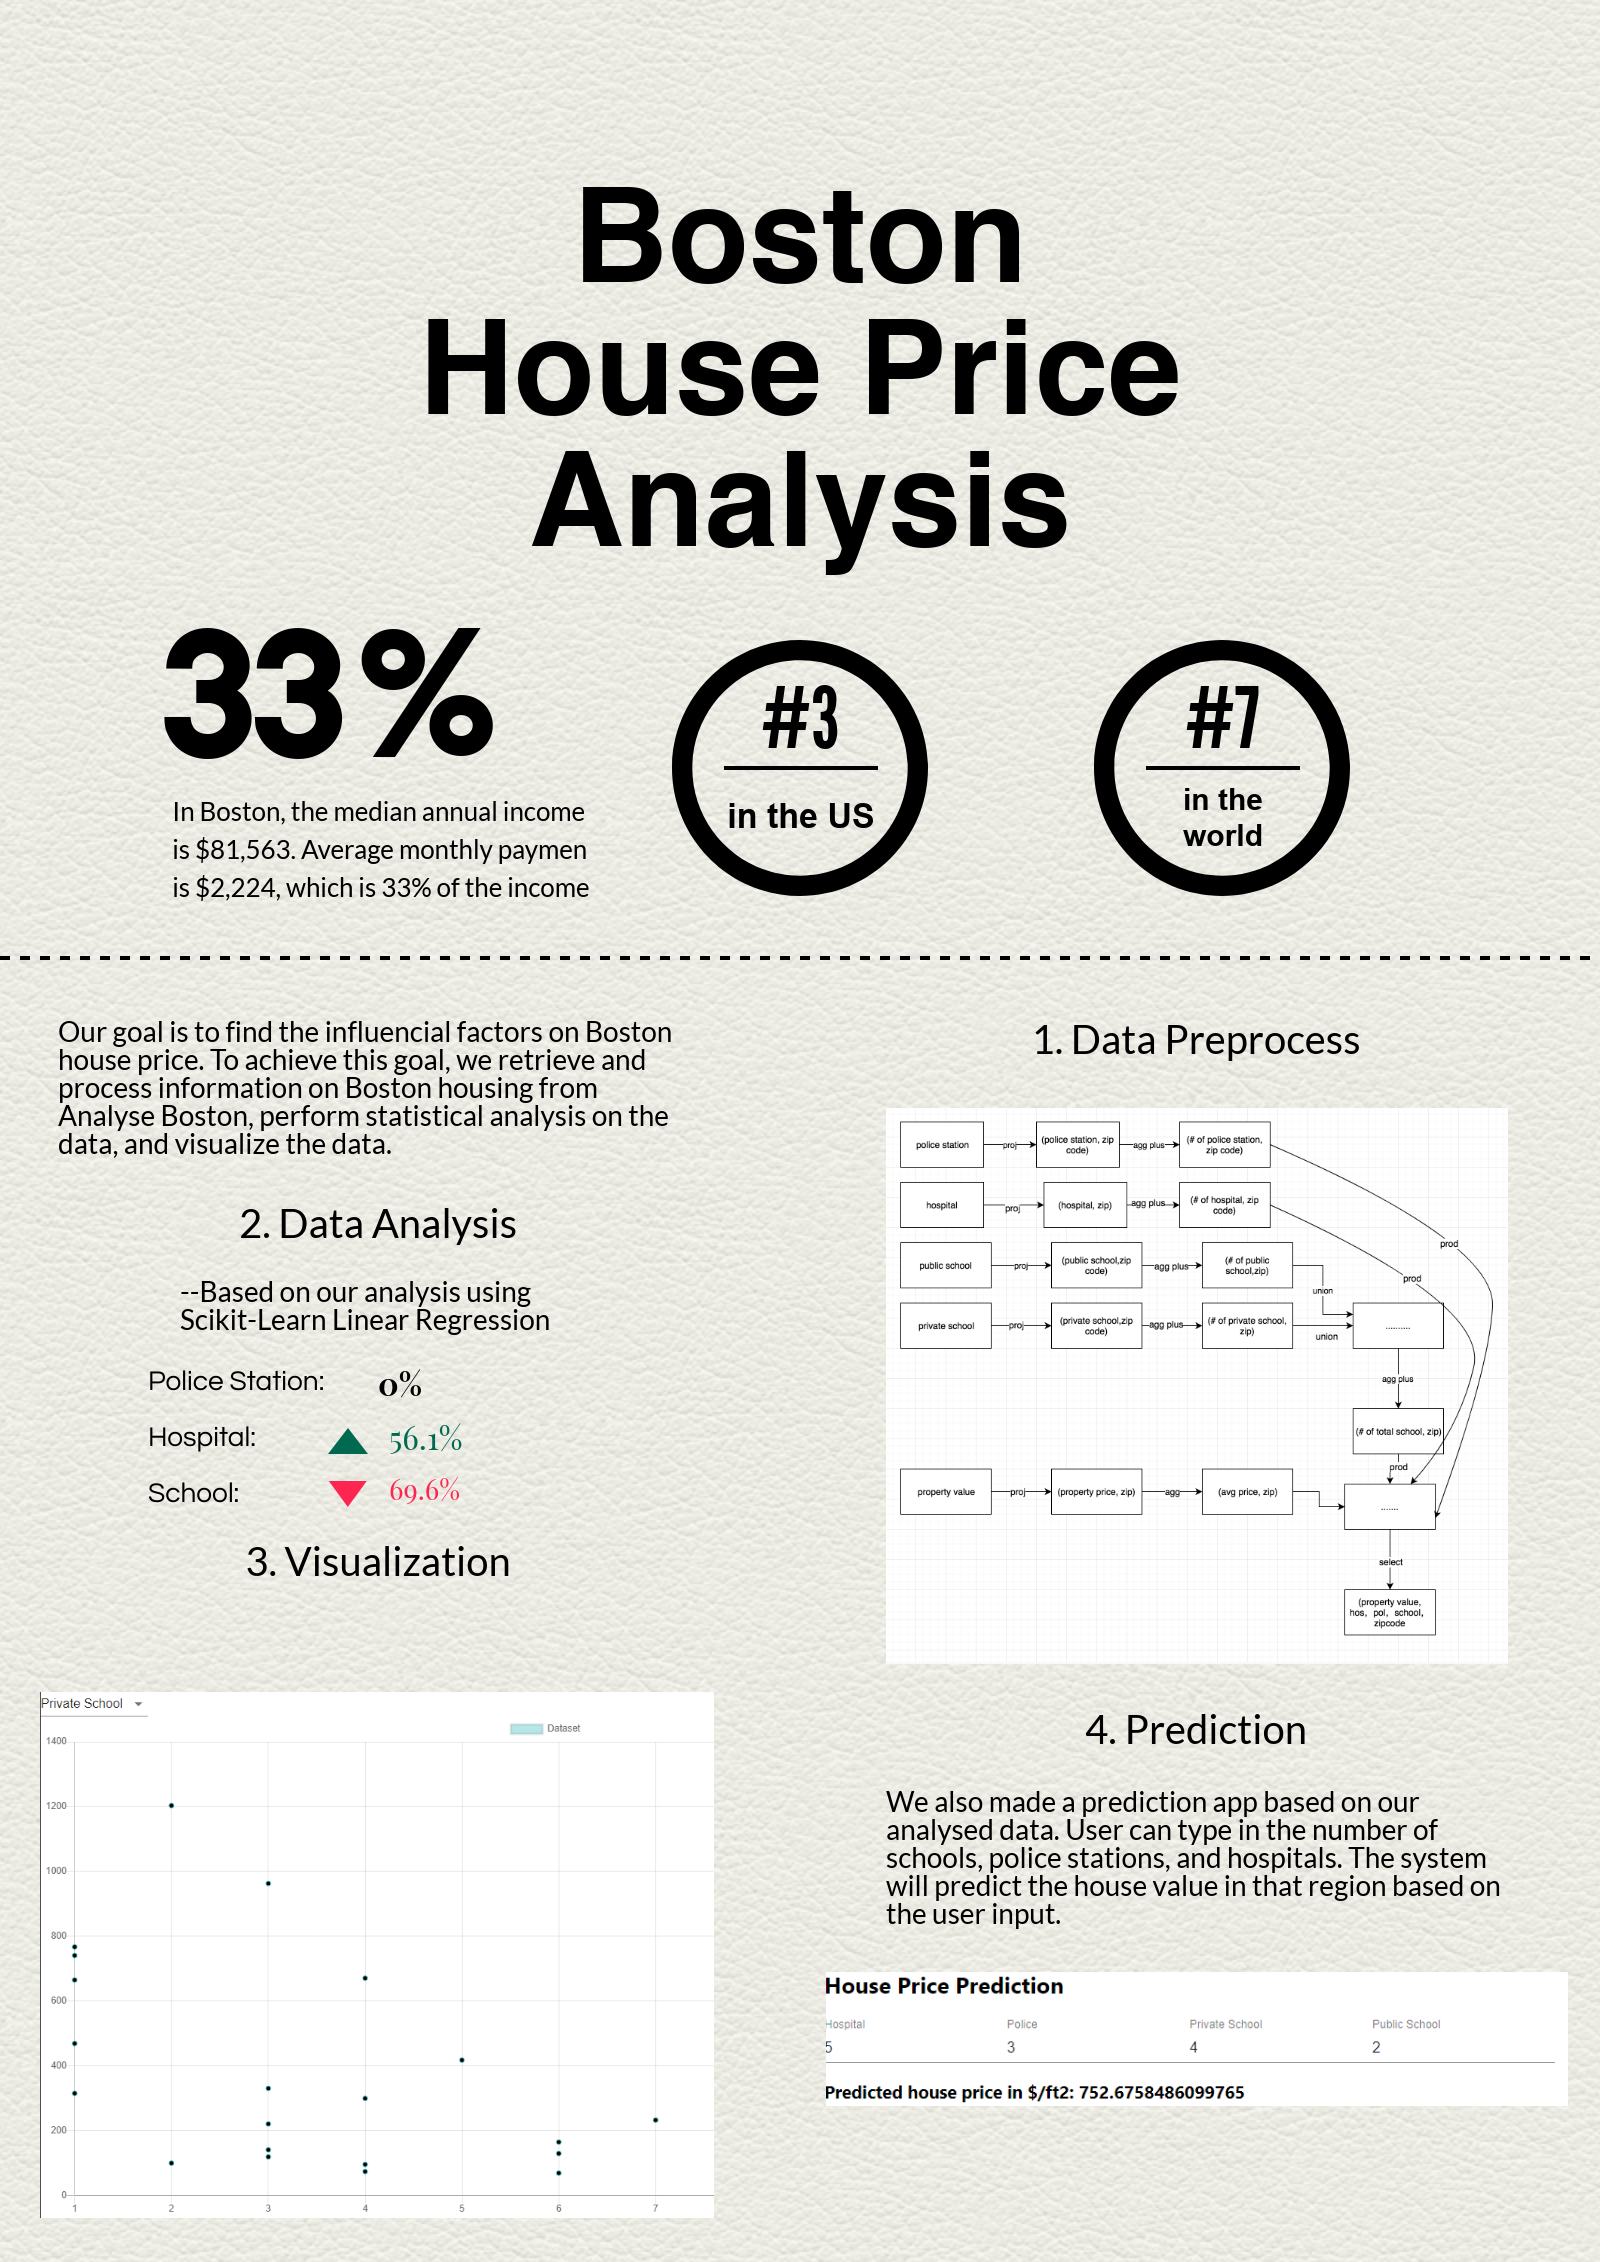 Boston
House Price
Analysis
33%
In Boston, the median annual income
is $81,563. Average monthly paymen
is $2,224, which is 33% of the income
#3
in the US
#7
in the
world
Our goal is to find the influencial factors on Boston
house price. To achieve this goal, we retrieve and
process information on Boston housing from
Analyse Boston, perform statistical analysis on the
data, and visualize the data.
1. Data Preprocess
police station
proj
(police station, zip
code)
agg plus
(# of police station,
zip code)
hospital
proj
(hospital, zip)
agg plus
(# of hospital, zip
code)
prod
prod
public school
proj
(public school,zip
code)
agg plus
(# of public
school,zip)
union
private school
proj
(private school,zip
code)
agg plus
(# of private school,
zip)
union
..........
agg plus
(# of total school, zip)
prod
property value
proj
(property price, zip)
agg
(avg price, zip)
.......
select
(property value,
hos, pol, school,
zipcode
2. Data Analysis
--Based on our analysis using
Scikit-Learn Linear Regression
Police Station: 0%
Hospital: 56.1%
School: 69.6%
3. Visualization
Private School
Dataset
1400
1200
1000
800
600
400
200
0
1 2 3 4 5 6 7
4. Prediction
We also made a prediction app based on our
analysed data. User can type in the number of
schools, police stations, and hospitals. The system
will predict the house value in that region based on
the user input.
House Price Prediction
Hospital Police Private School Public School
5 3 4 2
Predicted house price in $/ft2: 752.6758486099765